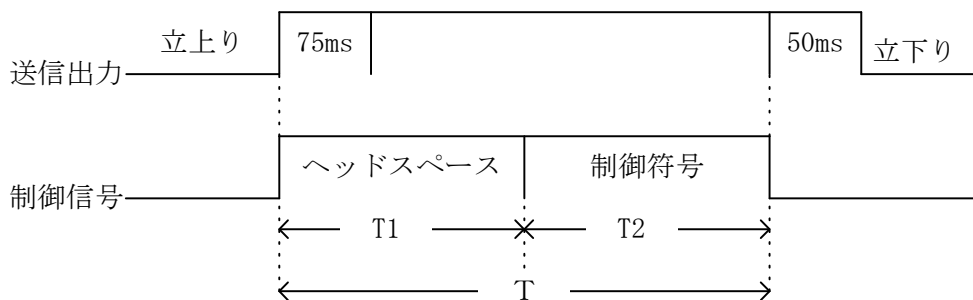 立上り
75ms
50ms
立下り
送信出力
ヘッドスペース
制御符号
制御信号
T1
T2
T